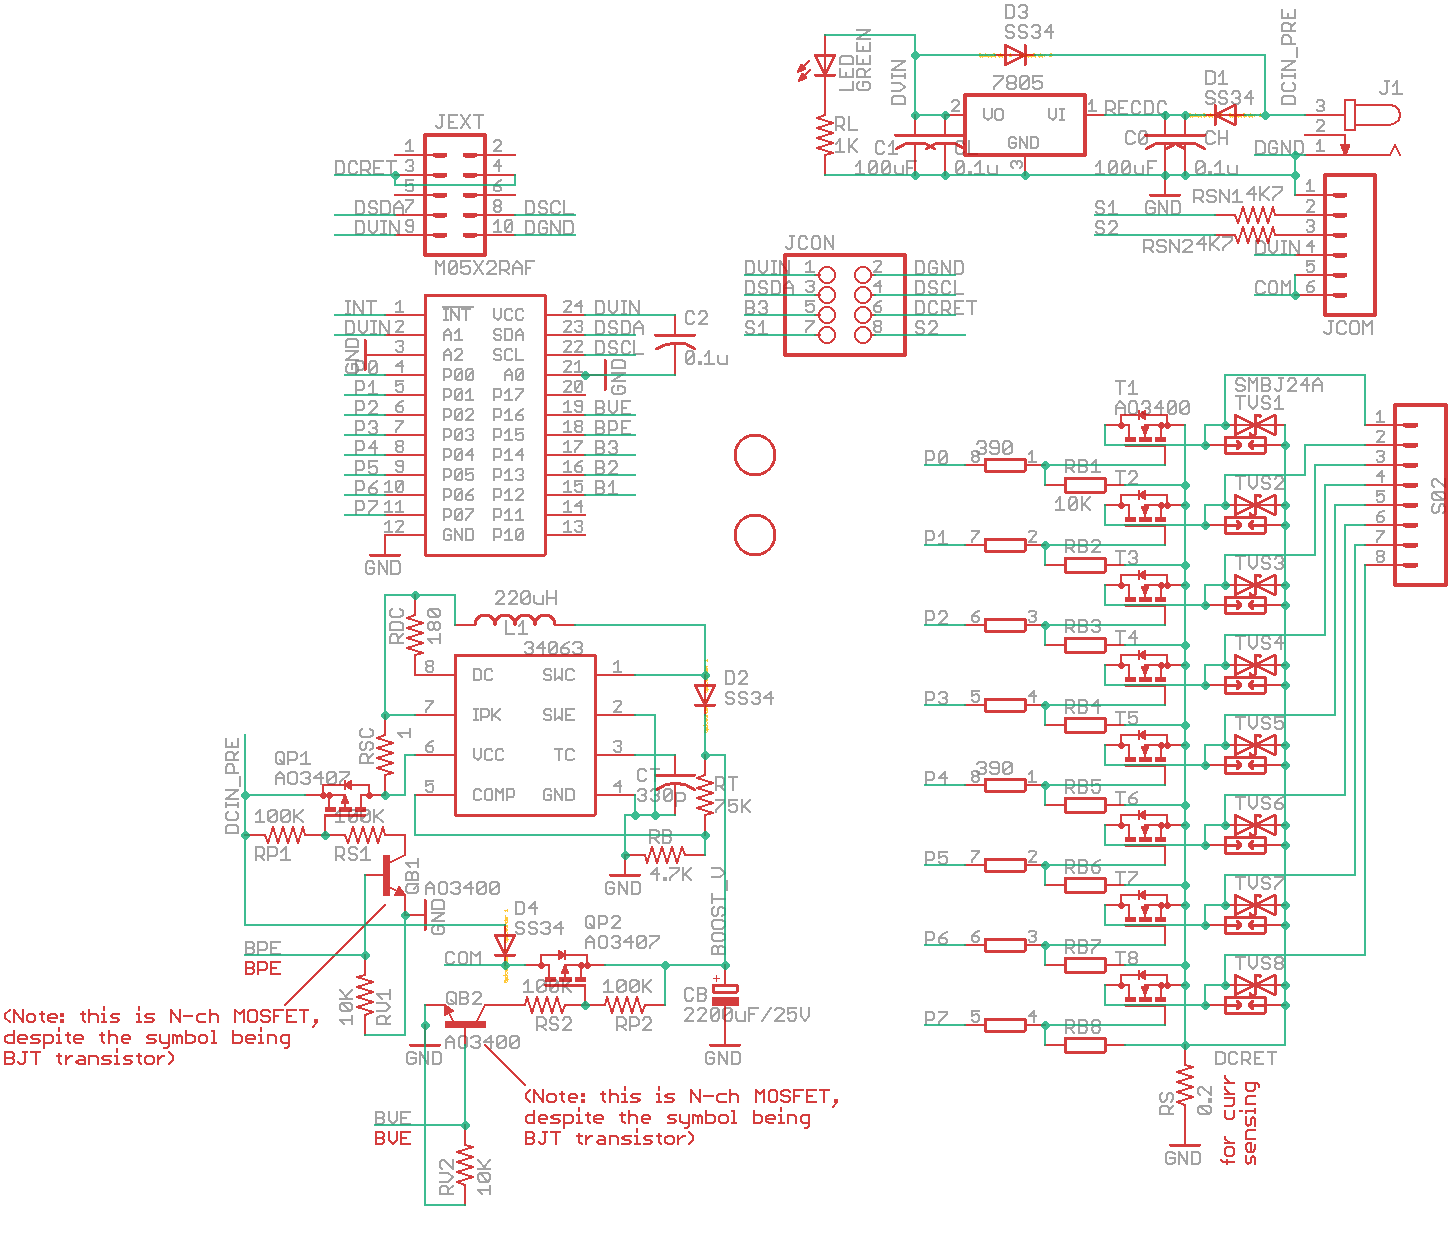 D3
SS34
LED
GREEN
DVIN
7805
2
VO
VI
1
GND
3
RECDC
D1
SS34
DCIN_PRE
J1
3
2
1
DGND
RL
1K
C1
100uF
0.1u
C0
100uF
CH
0.1u
GND
RSN1
4K7
RSN2
4K7
S1
S2
DVIN
COM
1
2
3
4
5
6
JCOM
JEXT
1
2
DCRET
3
4
5
6
DSDA
7
8
DSCL
DVIN
9
10
DGND
M05X2RAF
JCON
DVIN
1
2
DGND
DSDA
3
4
DSCL
B3
5
6
DCRET
S1
7
8
S2
INT
1
INT
VCC
24
DVIN
DVIN
2
A1
SDA
23
DSDA
GND
3
A2
SCL
22
DSCL
P0
4
P00
A0
21
GND
P1
5
P01
P17
20
P2
6
P02
P16
19
BVE
P3
7
P03
P15
18
BPE
P4
8
P04
P14
17
B3
P5
9
P05
P13
16
B2
P6
10
P06
P12
15
B1
P7
11
P07
P11
14
12
GND
P10
13
GND
C2
0.1u
220uH
L1
RDC
180
34063
8
DC
SWC
1
7
IPK
SWE
2
6
VCC
TC
3
5
COMP
GND
4
D2
SS34
RSC
1
CT
330p
RT
75K
RB
4.7K
GND
DCIN_PRE
QP1
AO3407
100K
RP1
100K
RS1
QB1
AO3400
GND
BPE
BPE
10K
RV1
(Note: this is N-ch MOSFET,
despite the symbol being
BJT transistor)
D4
SS34
COM
QP2
AO3407
100K
RS2
100K
RP2
QB2
AO3400
GND
BOOST_V
CB
+
2200uF/25V
GND
(Note: this is N-ch MOSFET,
despite the symbol being
BJT transistor)
BVE
BVE
RV2
10K
P0
8
390
1
RB1
10K
P1
7
2
RB2
P2
6
3
RB3
P3
5
4
RB4
P4
8
390
1
RB5
P5
7
2
RB6
P6
6
3
RB7
P7
5
4
RB8
T1
AO3400
T2
T3
T4
T5
T6
T7
T8
SMBJ24A
TVS1
TVS2
TVS3
TVS4
TVS5
TVS6
TVS7
TVS8
1
2
3
4
5
6
7
8
S02
DCRET
RS
0.2
GND
for curr
sensing